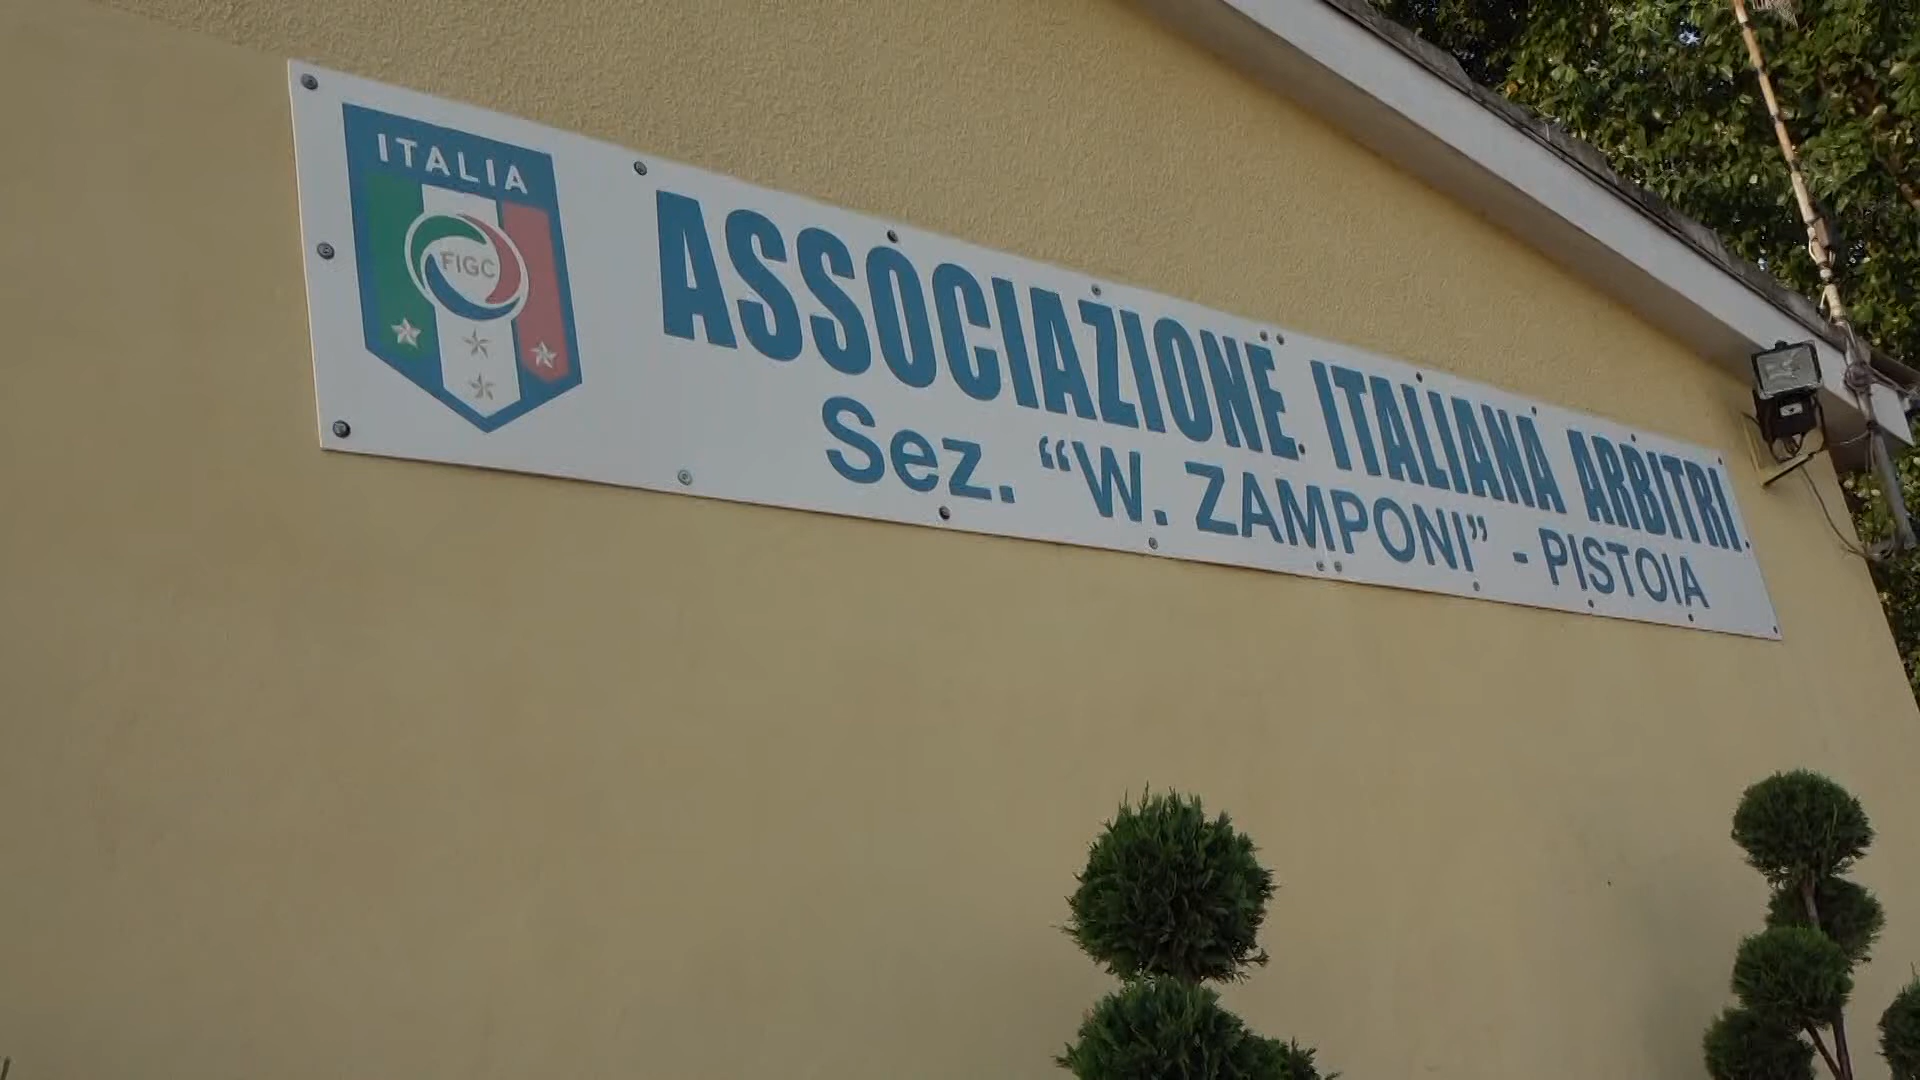 ITALIA
FIGC
ASSOCIAZIONE ITALIANA ARBITRI
Sez. “W. ZAMPONI” - PISTOIA